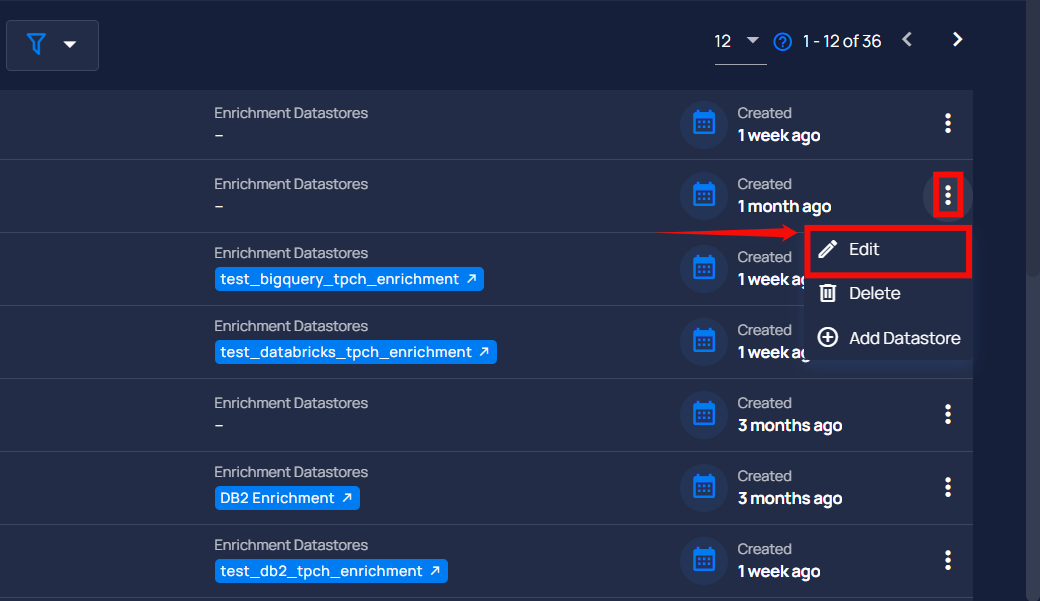 12
1 - 12 of 36
Enrichment Datastores
–
Created
1 week ago
Enrichment Datastores
–
Created
1 month ago
Enrichment Datastores
test_bigquery_tpch_enrichment
Created
1 week
Edit
Delete
Add Datastore
Enrichment Datastores
test_databricks_tpch_enrichment
Created
1 week
Enrichment Datastores
–
Created
3 months ago
Enrichment Datastores
DB2 Enrichment
Created
3 months ago
Enrichment Datastores
test_db2_tpch_enrichment
Created
1 week ago